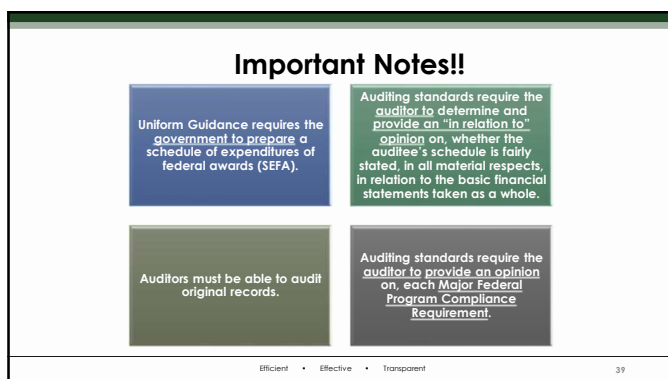 Important Notes!!
Uniform Guidance requires the
government to prepare a
schedule of expenditures of
federal awards (SEFA).
Auditing standards require the
auditor to determine and
provide an “in relation to”
opinion on, whether the
auditee’s schedule is fairly
stated, in all material respects,
in relation to the basic financial
statements taken as a whole.
Auditors must be able to audit
original records.
Auditing standards require the
auditor to provide an opinion
on, each Major Federal
Program Compliance
Requirement.
Efficient • Effective • Transparent
39